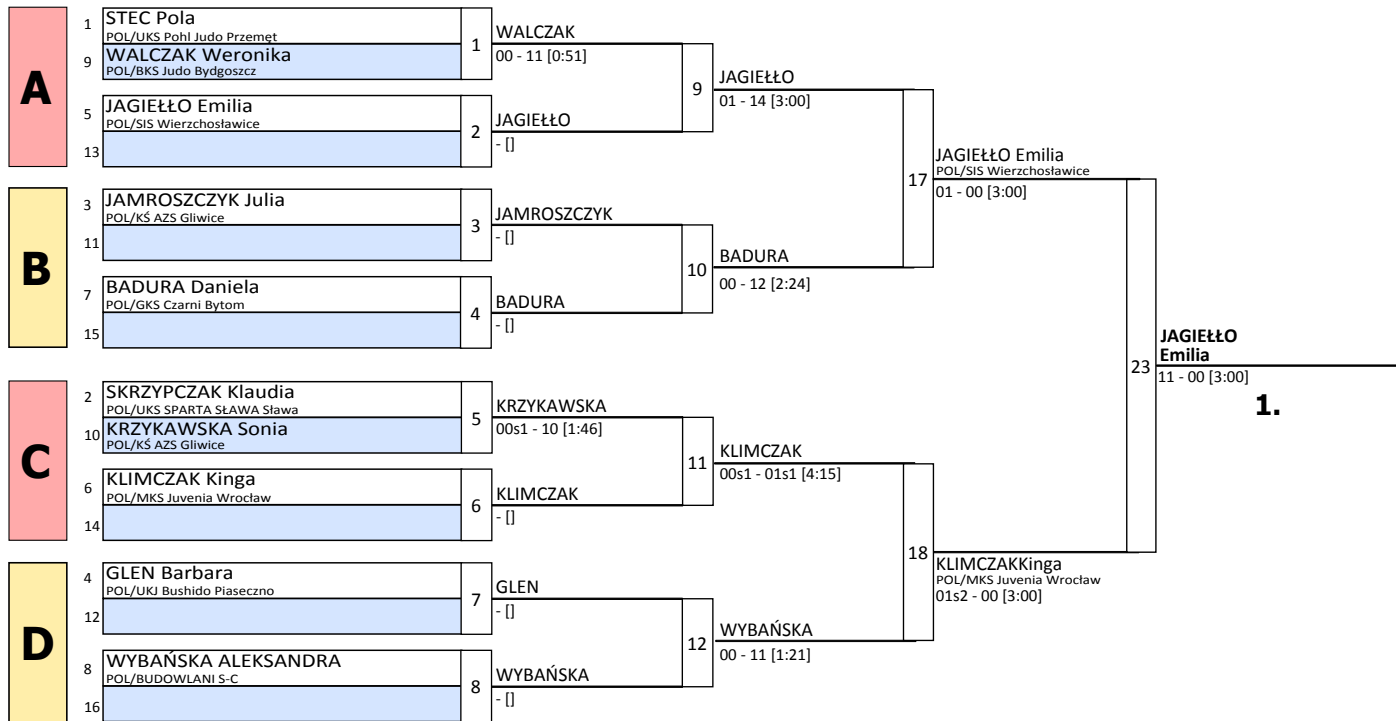 A
1
STEC Pola
POL/UKS Pohl Judo Przemęt
9
WALCZAK Weronika
POL/BKS Judo Bydgoszcz
1
WALCZAK
00 - 11 [0:51]
5
JAGIEŁŁO Emilia
POL/SIS Wierzchosławice
13
2
JAGIEŁŁO
- []
9
JAGIEŁŁO
01 - 14 [3:00]
B
3
JAMROSZCZYK Julia
POL/KŚ AZS Gliwice
11
3
JAMROSZCZYK
- []
7
BADURA Daniela
POL/GKS Czarni Bytom
15
4
BADURA
- []
10
BADURA
00 - 12 [2:24]
17
JAGIEŁŁO Emilia
POL/SIS Wierzchosławice
01 - 00 [3:00]
C
2
SKRZYPCZAK Klaudia
POL/UKS SPARTA SŁAWA Sława
10
KRZYKAWSKA Sonia
POL/KŚ AZS Gliwice
5
KRZYKAWSKA
00s1 - 10 [1:46]
6
KLIMCZAK Kinga
POL/MKS Juvenia Wrocław
14
6
KLIMCZAK
- []
11
KLIMCZAK
00s1 - 01s1 [4:15]
D
4
GLEN Barbara
POL/UKJ Bushido Piaseczno
12
7
GLEN
- []
8
WYBAŃSKA ALEKSANDRA
POL/BUDOWLANI S-C
16
8
WYBAŃSKA
- []
12
WYBAŃSKA
00 - 11 [1:21]
18
KLIMCZAKKinga
POL/MKS Juvenia Wrocław
01s2 - 00 [3:00]
23
JAGIEŁŁO
Emilia
11 - 00 [3:00]
1.